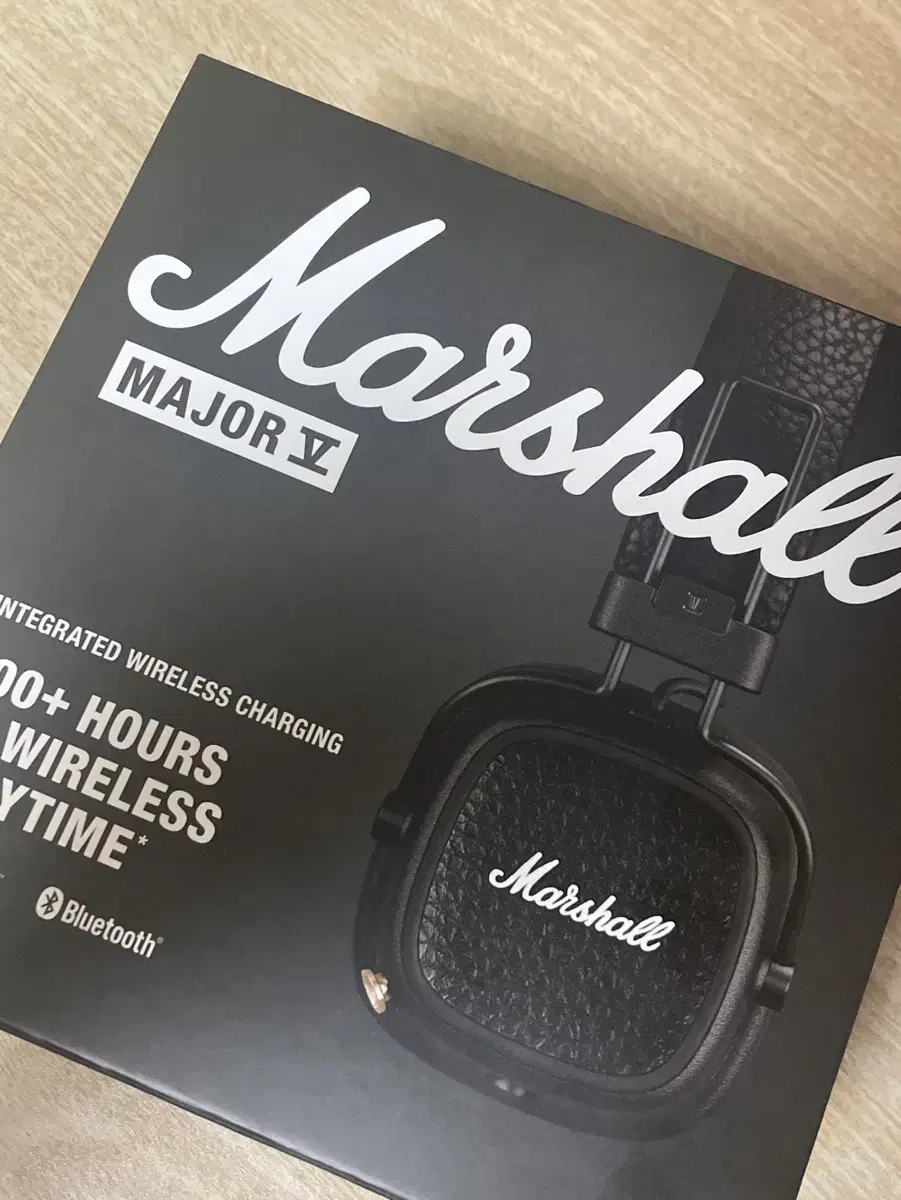 Marshall
MAJOR V
INTEGRATED WIRELESS CHARGING
00+ HOURS
WIRELESS
YTIME*
Bluetooth®
V
Marshall